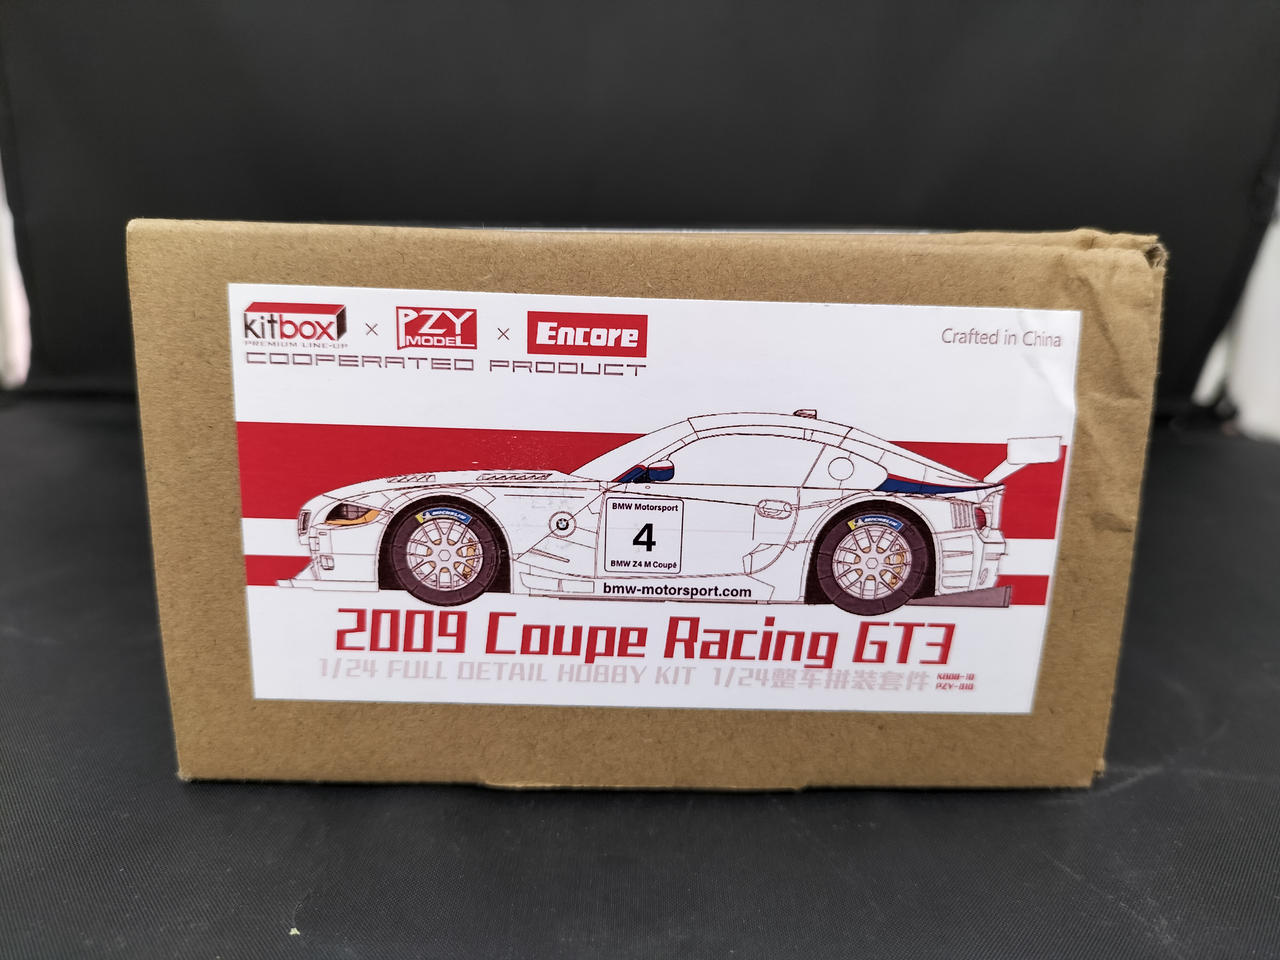 kitbox × PZY MODEL × Encore
PREMIUM LINE-UP
COOPERATED PRODUCT
Crafted in China
MICHELIN
MICHELIN
BMW Motorsport
4
BMW Z4 M Coupé
bmw-motorsport.com
2009 Coupe Racing GT3
1/24 FULL DETAIL HOBBY KIT 1/24整车拼装套件